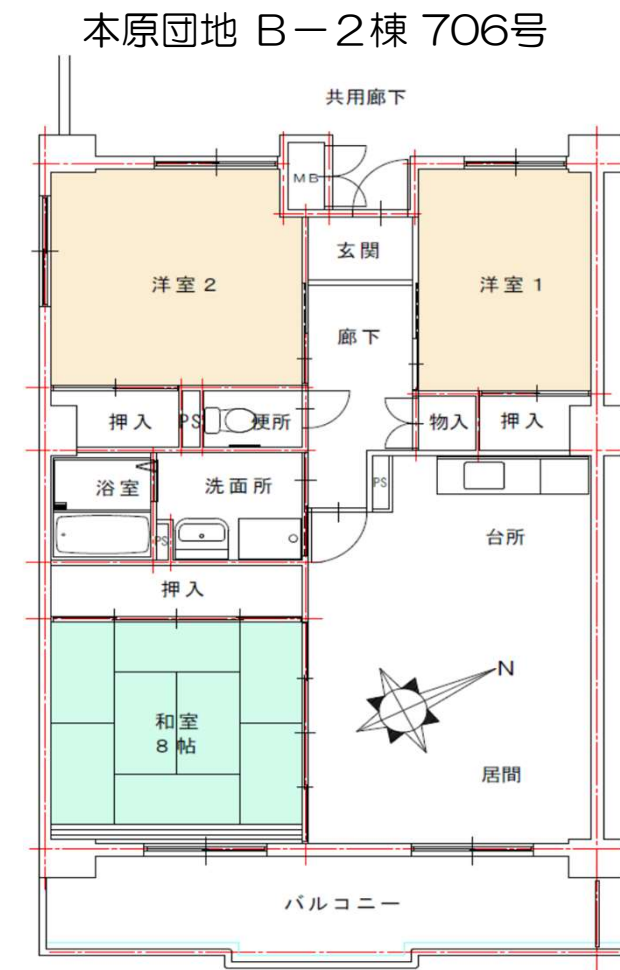 本原団地 B－2棟 706号
共用廊下
MB
玄関
洋室2
洋室1
廊下
押入
PS
便所
物入
押入
浴室
洗面所
PS
PS
台所
押入
N
和室
8帖
居間
バルコニー